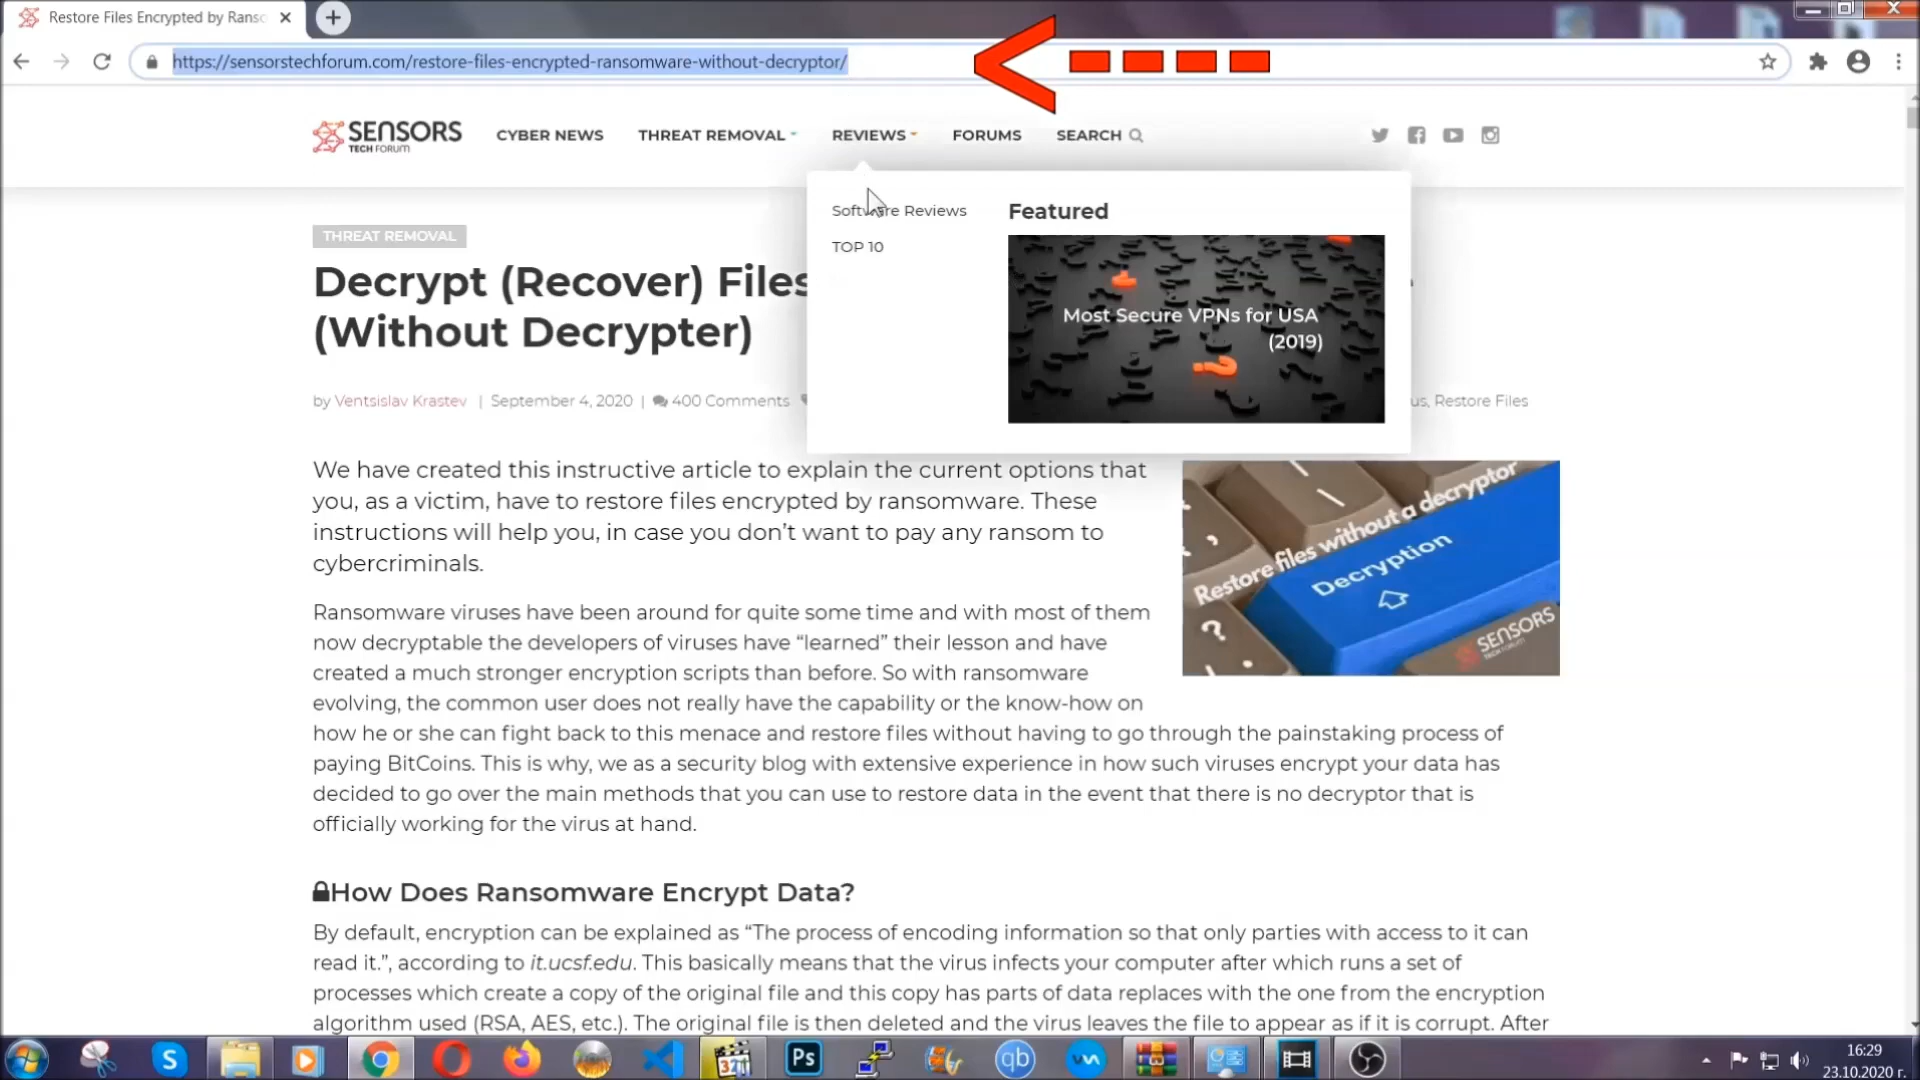 Restore Files Encrypted by Ranso
https://sensorstechforum.com/restore-files-encrypted-ransomware-without-decryptor/
SENSORS
TECH FORUM
CYBER NEWS
THREAT REMOVAL
REVIEWS
FORUMS
SEARCH
Software Reviews
TOP 10
Featured
Most Secure VPNs for USA
(2019)
THREAT REMOVAL
Decrypt (Recover) Files
(Without Decrypter)
by Ventsislav Krastev | September 4, 2020 | 400 Comments
us, Restore Files
We have created this instructive article to explain the current options that
you, as a victim, have to restore files encrypted by ransomware. These
instructions will help you, in case you don't want to pay any ransom to
cybercriminals.
Restore files without a decryptor
Decryption
SENSORS
Ransomware viruses have been around for quite some time and with most of them
now decryptable the developers of viruses have “learned” their lesson and have
created a much stronger encryption scripts than before. So with ransomware
evolving, the common user does not really have the capability or the know-how on
how he or she can fight back to this menace and restore files without having to go through the painstaking process of
paying BitCoins. This is why, we as a security blog with extensive experience in how such viruses encrypt your data has
decided to go over the main methods that you can use to restore data in the event that there is no decryptor that is
officially working for the virus at hand.
How Does Ransomware Encrypt Data?
By default, encryption can be explained as “The process of encoding information so that only parties with access to it can
read it.”, according to it.ucsf.edu. This basically means that the virus infects your computer after which runs a set of
processes which create a copy of the original file and this copy has parts of data replaces with the one from the encryption
algorithm used (RSA, AES, etc.). The original file is then deleted and the virus leaves the file to appear as if it is corrupt. After
S
321
Ps
qb
16:29
23.10.2020 г.